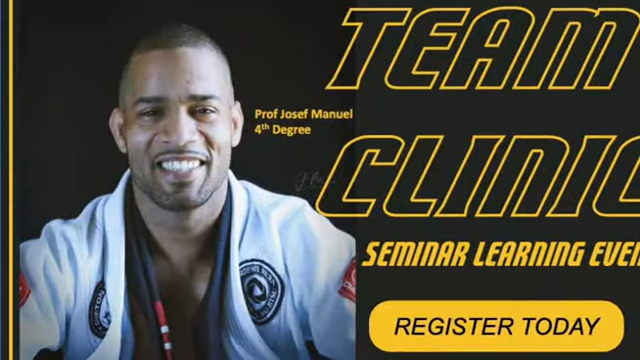 TEAM
Prof Josef Manuel
4th Degree
CLINIC
SEMINAR LEARNING EVEN
REGISTER TODAY